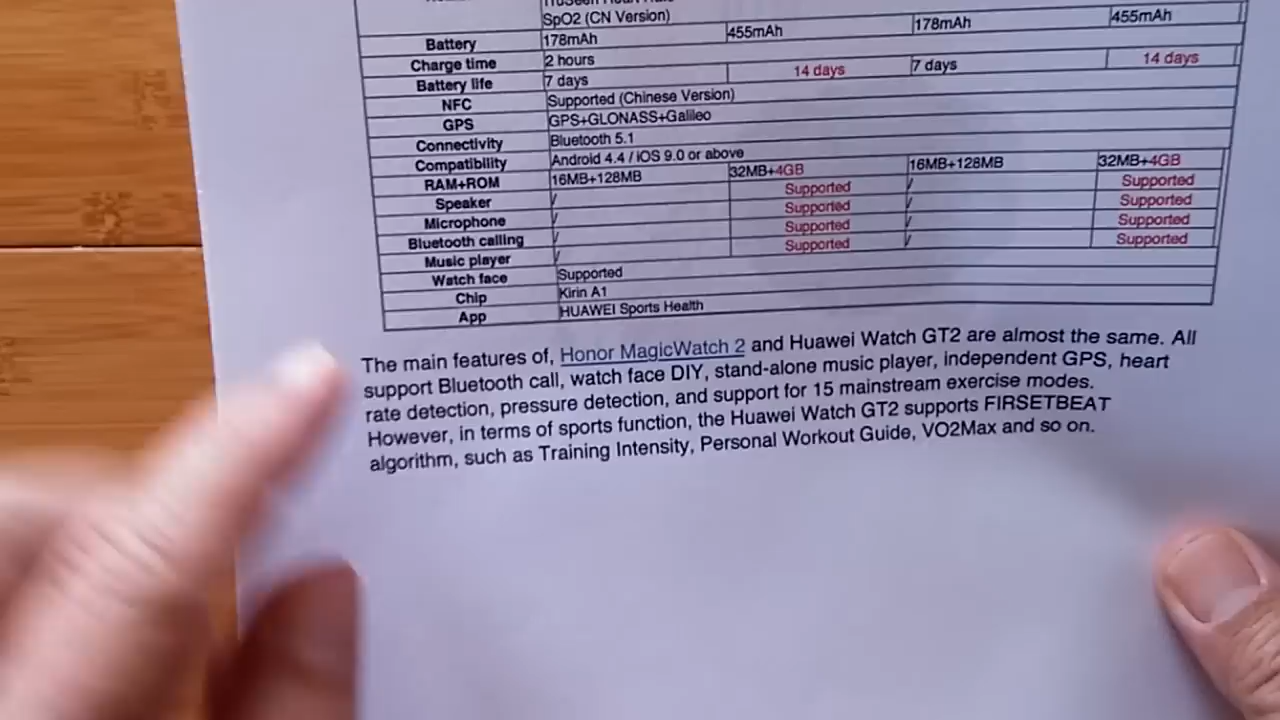 SpO2 (CN Version)
Battery 178mAh 455mAh 178mAh 455mAh
Charge time 2 hours
Battery life 7 days 14 days 7 days 14 days
NFC Supported (Chinese Version)
GPS GPS+GLONASS+Galileo
Connectivity Bluetooth 5.1
Compatibility Android 4.4 / iOS 9.0 or above
RAM+ROM 16MB+128MB 32MB+4GB 16MB+128MB 32MB+4GB
Speaker / Supported / Supported
Microphone / Supported Supported
Bluetooth calling / Supported Supported
Music player / Supported / Supported
Watch face Supported
Chip Kirin A1
App HUAWEI Sports Health
The main features of, Honor MagicWatch 2 and Huawei Watch GT2 are almost the same. All
support Bluetooth call, watch face DIY, stand-alone music player, independent GPS, heart
rate detection, pressure detection, and support for 15 mainstream exercise modes.
However, in terms of sports function, the Huawei Watch GT2 supports FIRSETBEAT
algorithm, such as Training Intensity, Personal Workout Guide, VO2Max and so on.